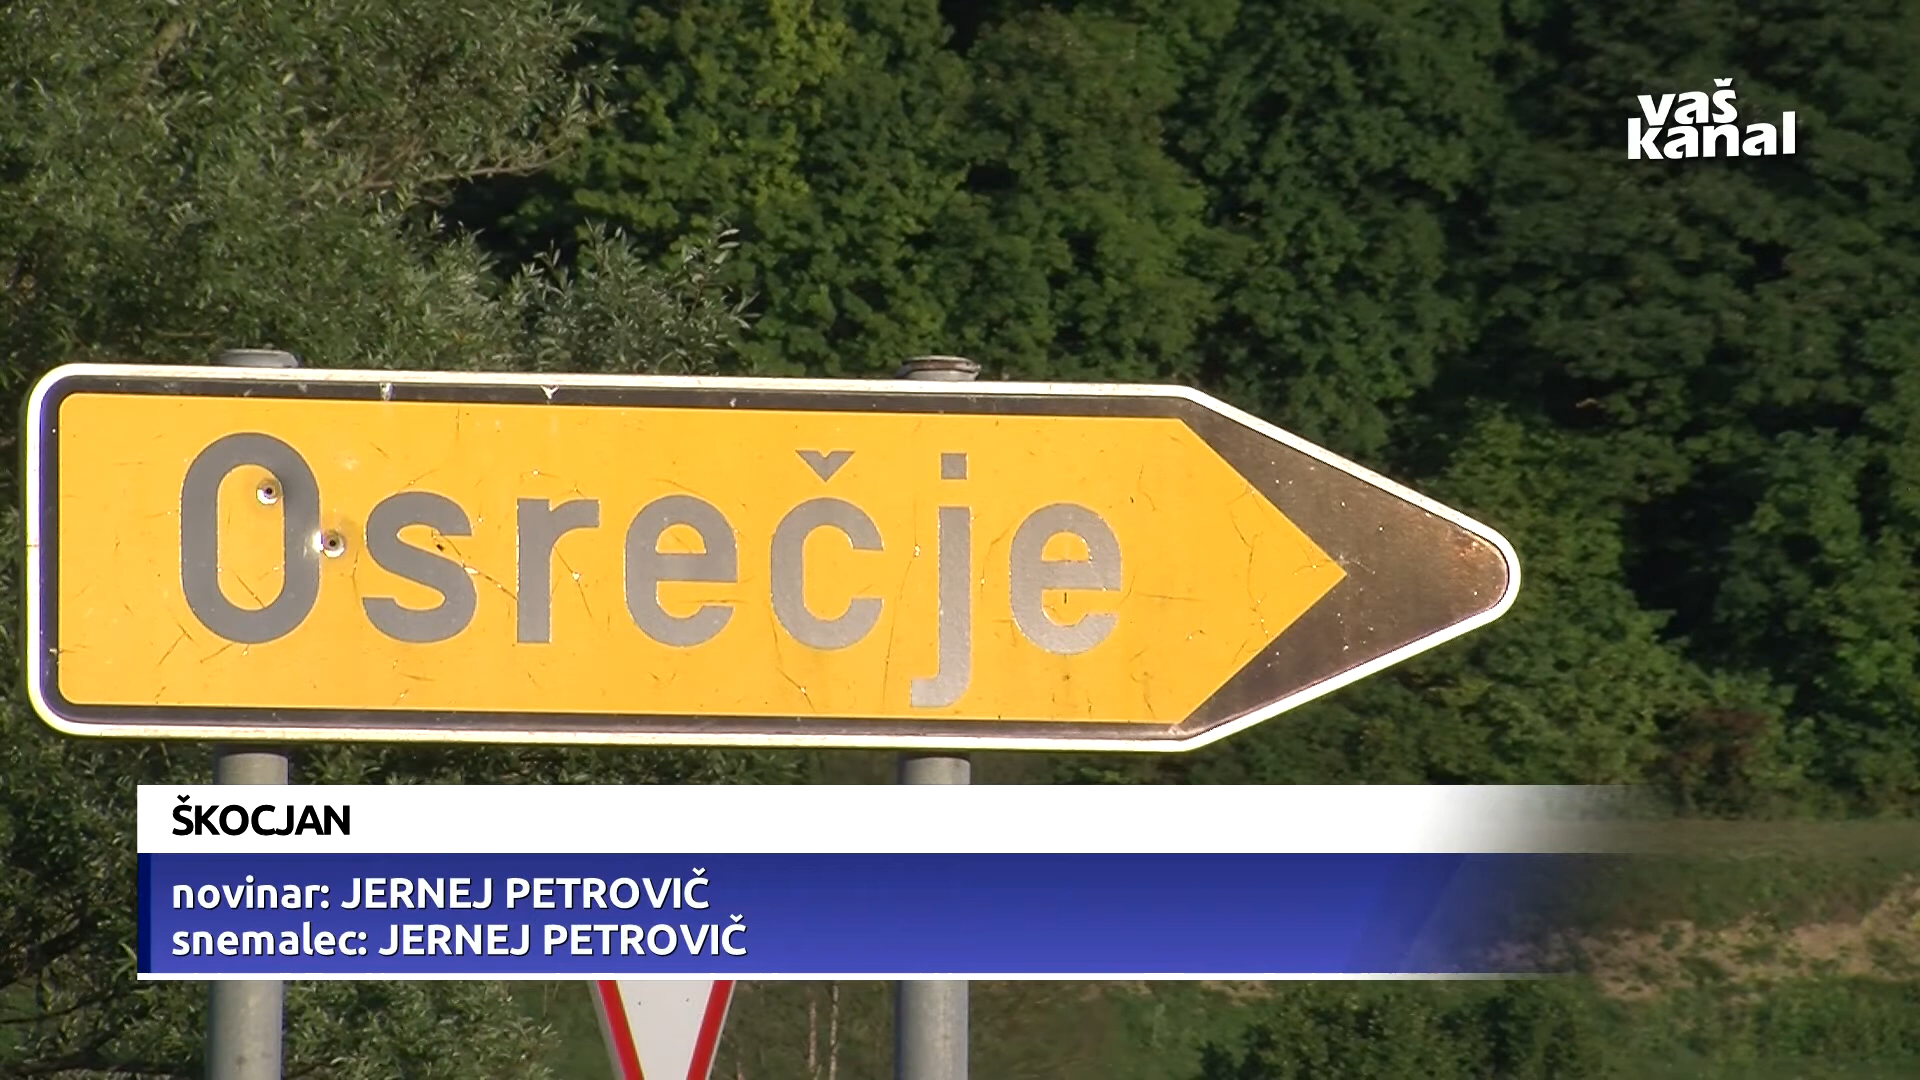 vaš
kanal
Osrečje
ŠKOCJAN
novinar: JERNEJ PETROVIČ
snemalec: JERNEJ PETROVIČ